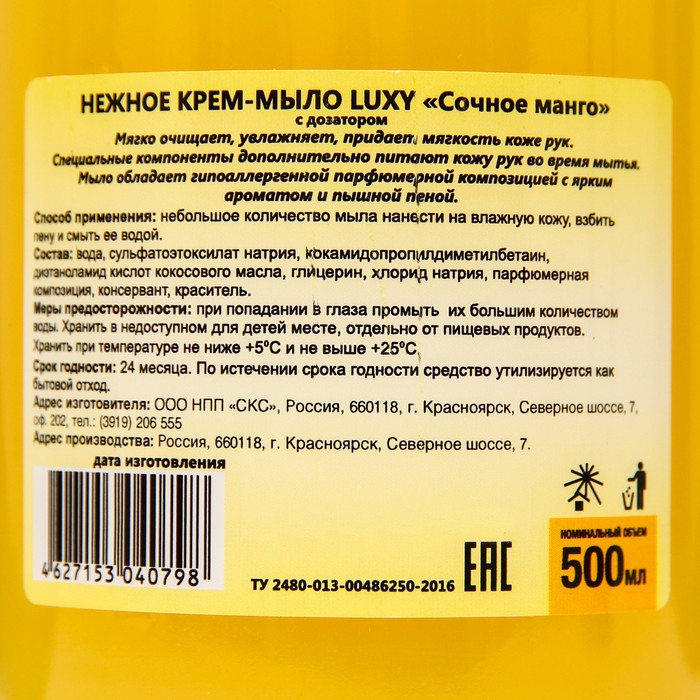 НЕЖНОЕ КРЕМ-МЫЛО LUXY «Сочное манго»
с дозатором
Мягко очищает, увлажняет, придает мягкость коже рук.
Специальные компоненты дополнительно питают кожу рук во время мытья.
Мыло обладает гипоаллергенной парфюмерной композицией с ярким
ароматом и пышной пеной.
Способ применения: небольшое количество мыла нанести на влажную кожу, взбить
пену и смыть ее водой.
Состав: вода, сульфатоэтоксилат натрия, кокамидопропилдиметилбетаин,
диэтаноламид кислот кокосового масла, глицерин, хлорид натрия, парфюмерная
композиция, консервант, краситель.
Меры предосторожности: при попадании в глаза промыть их большим количеством
воды. Хранить в недоступном для детей месте, отдельно от пищевых продуктов.
Хранить при температуре не ниже +5°С и не выше +25°С.
Срок годности: 24 месяца. По истечении срока годности средство утилизируется как
бытовой отход.
Адрес изготовителя: ООО НПП «СКС», Россия, 660118, г. Красноярск, Северное шоссе, 7,
оф. 202, тел.: (3919) 206 555
Адрес производства: Россия, 660118, г. Красноярск, Северное шоссе, 7.
дата изготовления
4627153040798
ТУ 2480-013-00486250-2016
ЕАС
НОМИНАЛЬНЫЙ ОБЪЕМ
500мл